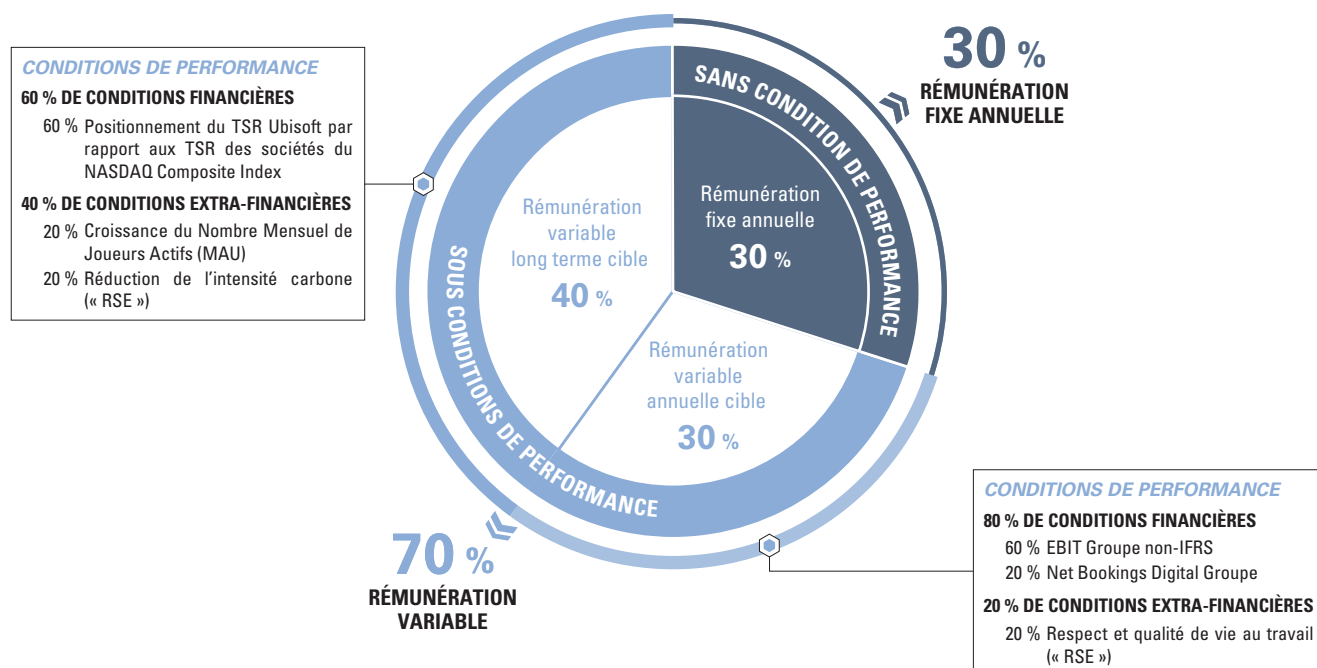 CONDITIONS DE PERFORMANCE
60 % DE CONDITIONS FINANCIÈRES
60 % Positionnement du TSR Ubisoft par
rapport aux TSR des sociétés du
NASDAQ Composite Index
40 % DE CONDITIONS EXTRA-FINANCIÈRES
20 % Croissance du Nombre Mensuel de
Joueurs Actifs (MAU)
20 % Réduction de l'intensité carbone
(« RSE »)
30 %
RÉMUNÉRATION
FIXE ANNUELLE
SANS CONDITION DE PERFORMANCE
Rémunération
fixe annuelle
30 %
Rémunération
variable
long terme cible
40 %
Rémunération
variable
annuelle cible
30 %
SOUS CONDITIONS DE PERFORMANCE
70 %
RÉMUNÉRATION
VARIABLE
CONDITIONS DE PERFORMANCE
80 % DE CONDITIONS FINANCIÈRES
60 % EBIT Groupe non-IFRS
20 % Net Bookings Digital Groupe
20 % DE CONDITIONS EXTRA-FINANCIÈRES
20 % Respect et qualité de vie au travail
(« RSE »)